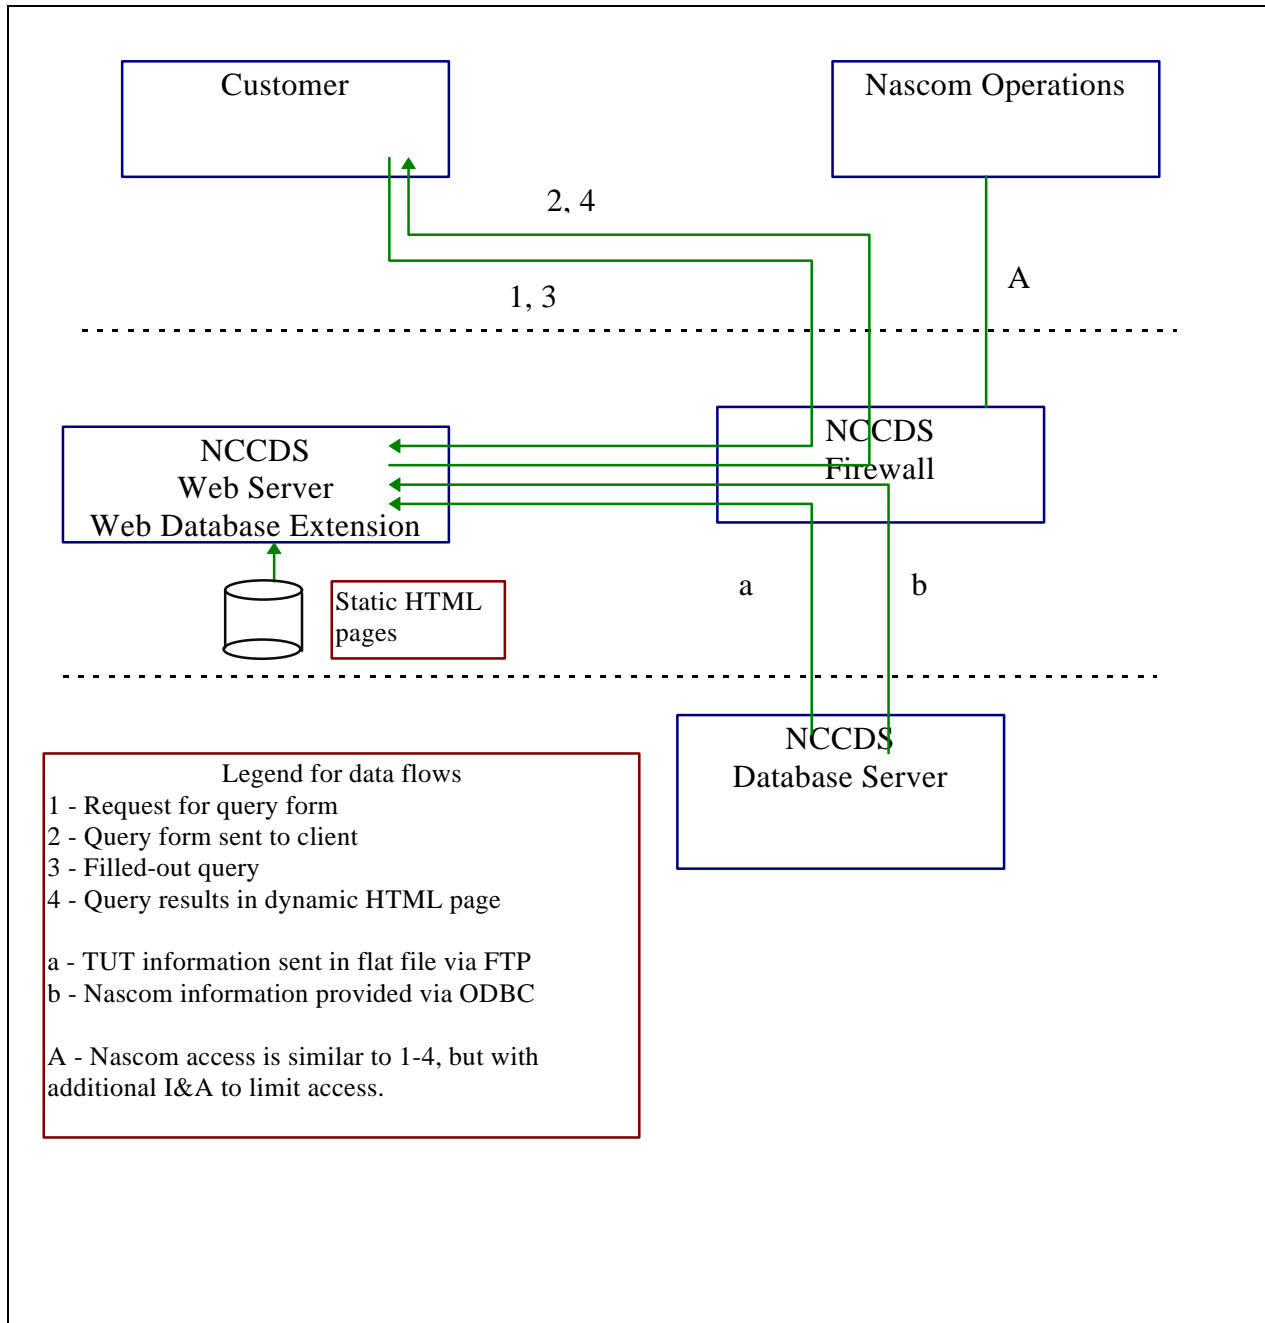 Customer
Nascom Operations
2, 4
A
1, 3
NCCDS
Web Server
Web Database Extension
NCCDS
Firewall
a
b
Static HTML
pages
NCCDS
Database Server
Legend for data flows
1 - Request for query form
2 - Query form sent to client
3 - Filled-out query
4 - Query results in dynamic HTML page
a - TUT information sent in flat file via FTP
b - Nascom information provided via ODBC
A - Nascom access is similar to 1-4, but with
additional I&A to limit access.